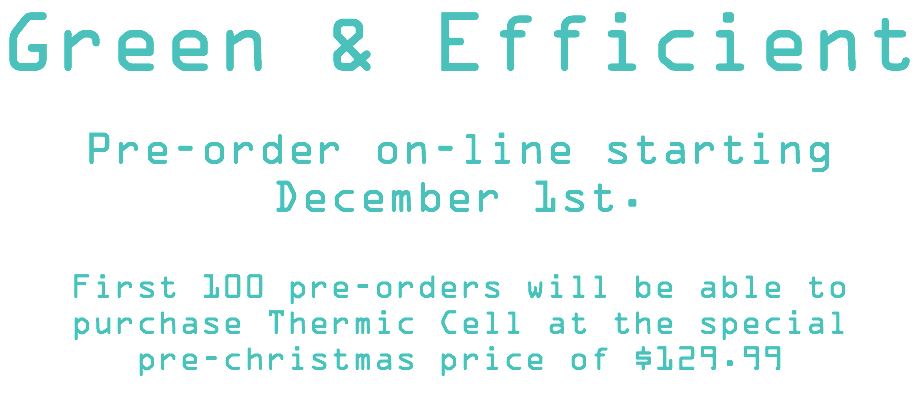 Green & Efficient
Pre-order on-line starting
December 1st.
First 100 pre-orders will be able to
purchase Thermic Cell at the special
pre-christmas price of $129.99